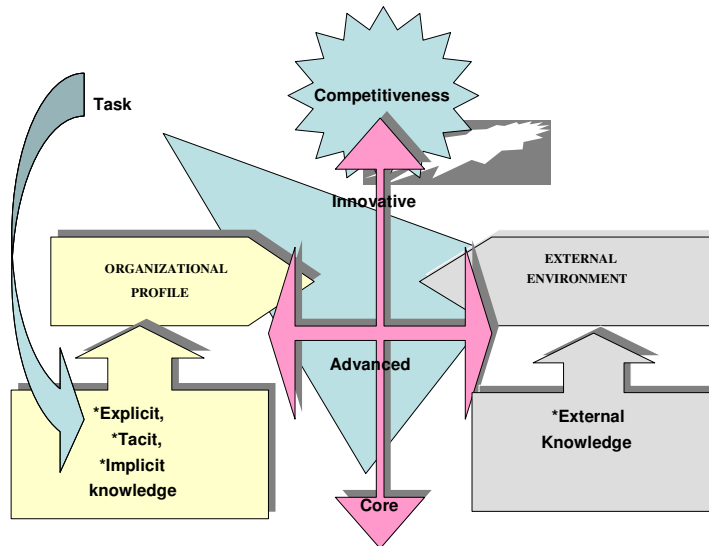 Competitiveness
Task
Innovative
ORGANIZATIONAL
PROFILE
EXTERNAL
ENVIRONMENT
Advanced
*Explicit,
*Tacit,
*Implicit
knowledge
*External
Knowledge
Core